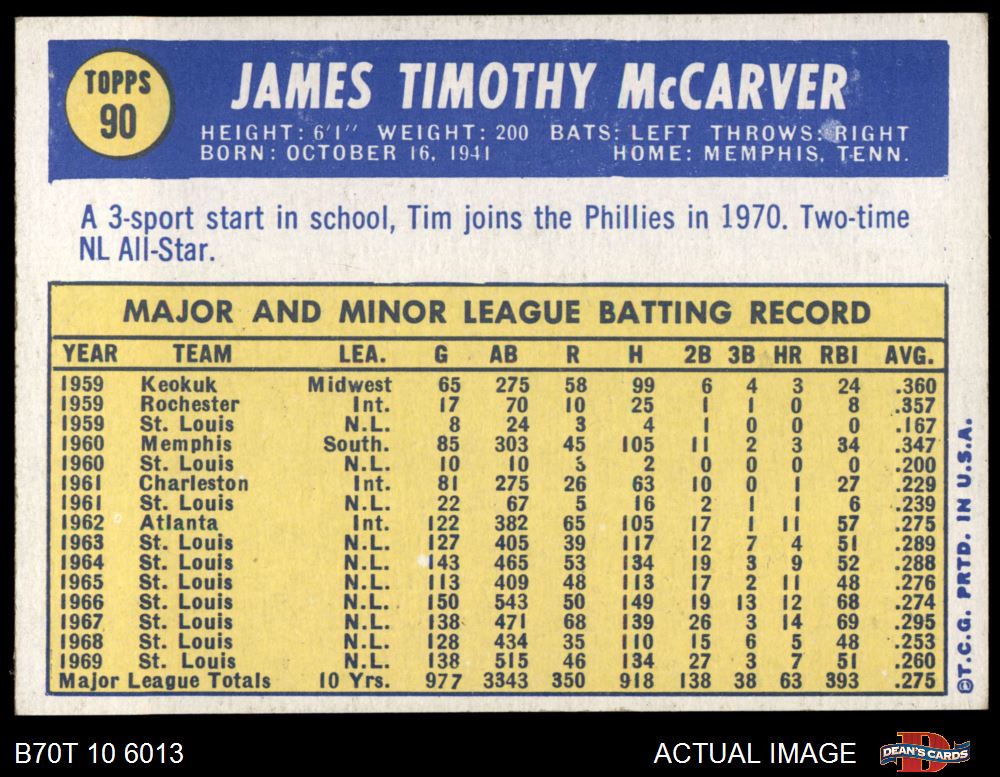 TOPPS
90
JAMES TIMOTHY McCARVER
HEIGHT: 6'1" WEIGHT: 200 BATS: LEFT THROWS: RIGHT
BORN: OCTOBER 16, 1941 HOME: MEMPHIS, TENN.
A 3-sport start in school, Tim joins the Phillies in 1970. Two-time
NL All-Star.
MAJOR AND MINOR LEAGUE BATTING RECORD
YEAR TEAM LEA. G AB R H 2B 3B HR RBI AVG.
1959 Keokuk Midwest 65 275 58 99 6 4 3 24 .360
1959 Rochester Int. 17 70 10 25 1 1 0 8 .357
1959 St. Louis N.L. 8 24 3 4 1 0 0 0 .167
1960 Memphis South. 85 303 45 105 11 2 3 34 .347
1960 St. Louis N.L. 10 10 3 2 0 0 0 0 .200
1961 Charleston Int. 81 275 26 63 10 0 1 27 .229
1961 St. Louis N.L. 22 67 5 16 2 1 1 6 .239
1962 Atlanta Int. 122 382 65 105 17 1 11 57 .275
1963 St. Louis N.L. 127 405 39 117 12 7 4 51 .289
1964 St. Louis N.L. 143 465 53 134 19 3 9 52 .288
1965 St. Louis N.L. 113 409 48 113 17 2 11 48 .276
1966 St. Louis N.L. 150 543 50 149 19 13 12 68 .274
1967 St. Louis N.L. 138 471 68 139 26 3 14 69 .295
1968 St. Louis N.L. 128 434 35 110 15 6 5 48 .253
1969 St. Louis N.L. 138 515 46 134 27 3 7 51 .260
Major League Totals 10 Yrs. 977 3343 350 918 138 38 63 393 .275
©T.C.G. PRTD. IN U.S.A.
B70T 10 6013 ACTUAL IMAGE
DEAN'S CARDS